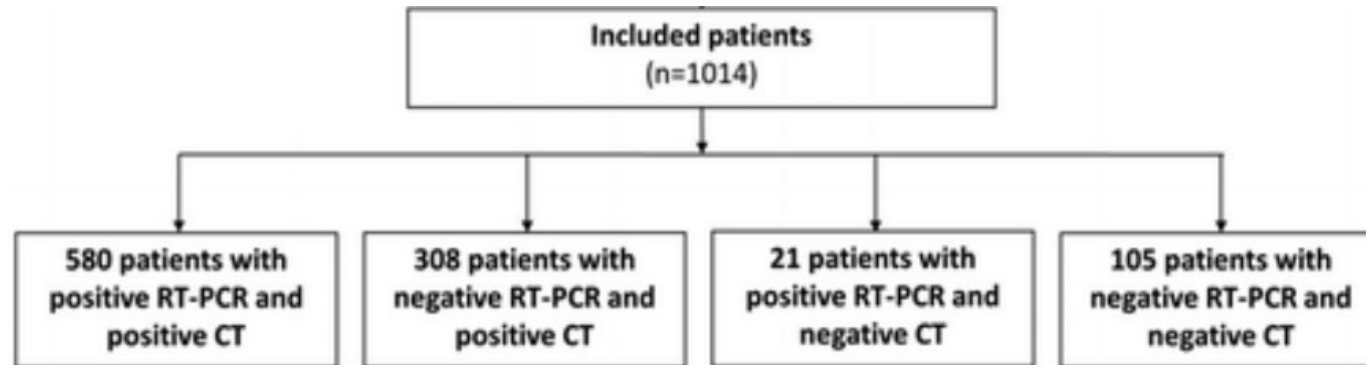 Included patients
(n=1014)
580 patients with
positive RT-PCR and
positive CT
308 patients with
negative RT-PCR and
positive CT
21 patients with
positive RT-PCR and
negative CT
105 patients with
negative RT-PCR and
negative CT